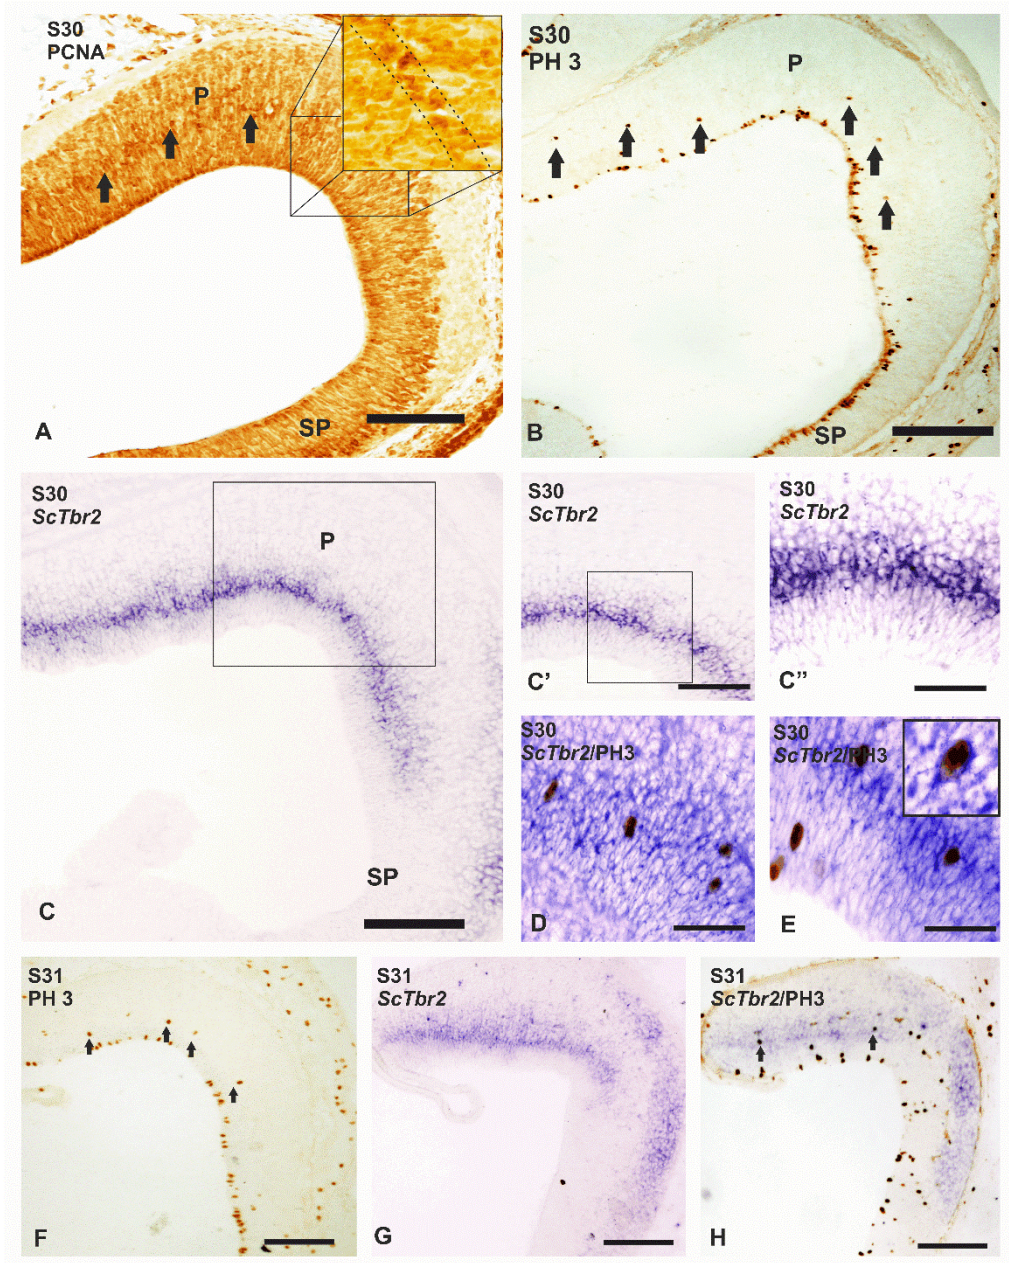 S30
PCNA
P
SP
A
S30
PH 3
P
SP
B
S30
ScTbr2
P
SP
C
S30
ScTbr2
C’
S30
ScTbr2
C”
S30
ScTbr2/PH3
D
S30
ScTbr2/PH3
E
S31
PH 3
F
S31
ScTbr2
G
S31
ScTbr2/PH3
H